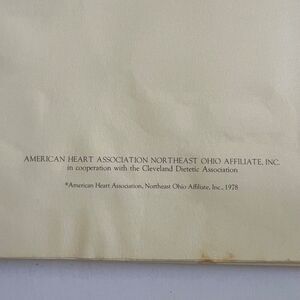 AMERICAN HEART ASSOCIATION NORTHEAST OHIO AFFILIATE, INC.
in cooperation with the Cleveland Dietetic Association
*American Heart Association, Northeast Ohio Affiliate, Inc., 1978